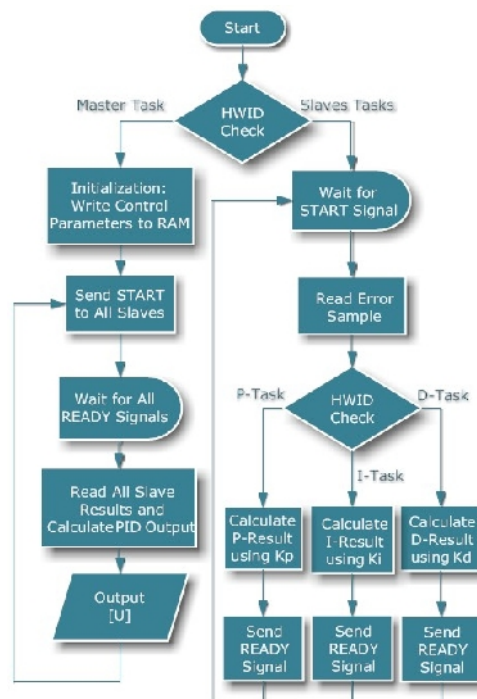 Start
Master Task
HWID
Check
Slaves Tasks
Initialization:
Write Control
Parameters to RAM
Send START
to All Slaves
Wait for All
READY Signals
Read All Slave
Results and
Calculate PID Output
Output
[U]
Wait for
START Signal
Read Error
Sample
P-Task
HWID
Check
D-Task
I-Task
Calculate
P-Result
using Kp
Calculate
I-Result
using Ki
Calculate
D-Result
using Kd
Send
READY
Signal
Send
READY
Signal
Send
READY
Signal